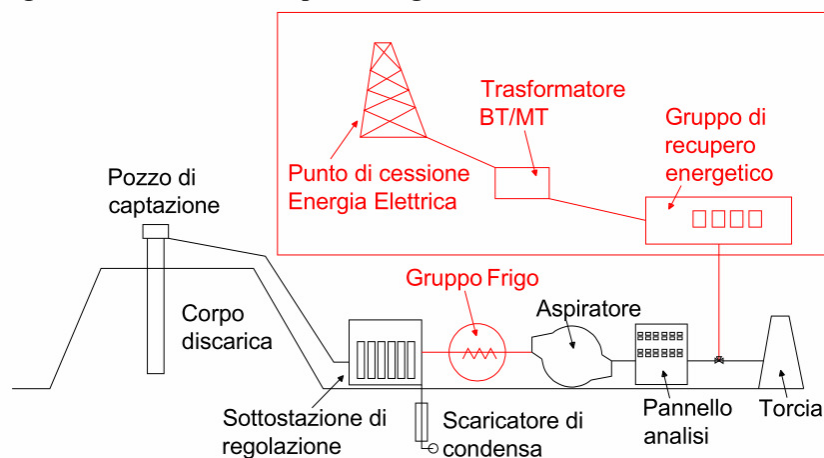 Trasformatore
BT/MT
Gruppo di
recupero
energetico
Punto di cessione
Energia Elettrica
Pozzo di
captazione
Gruppo Frigo
Aspiratore
Corpo
discarica
Sottostazione di
regolazione
Scaricatore di
condensa
Pannello
analisi
Torcia